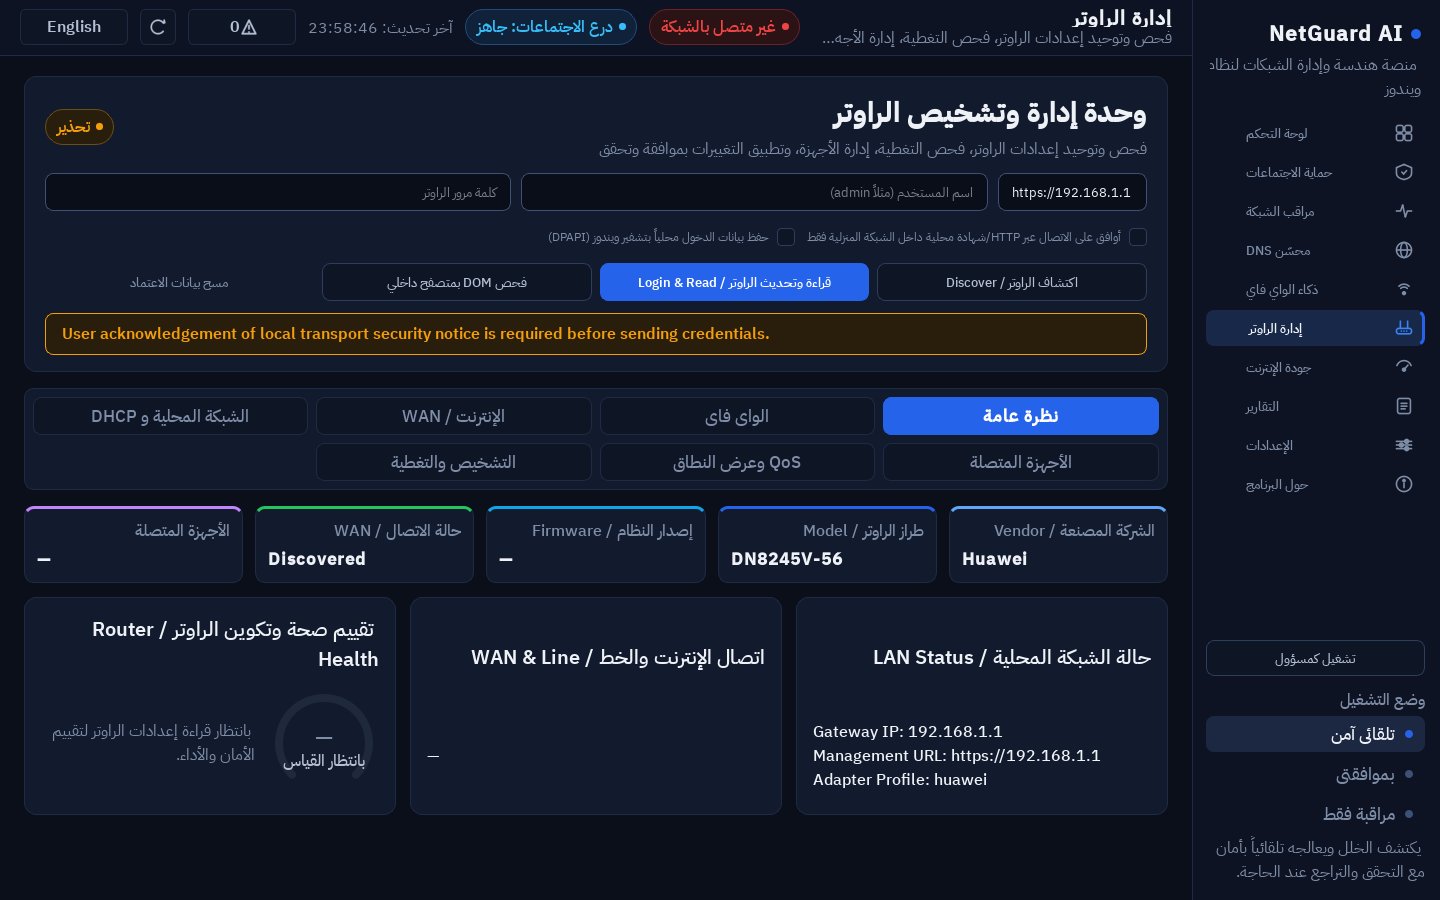 NetGuard AI
منصة هندسة وإدارة الشبكات لنظام
ويندوز
لوحة التحكم
حماية الاجتماعات
مراقب الشبكة
محسّن DNS
ذكاء الواي فاي
إدارة الراوتر
جودة الإنترنت
التقارير
الإعدادات
حول البرنامج
تشغيل كمسؤول
وضع التشغيل
تلقائي آمن
بموافقتي
مراقبة فقط
يكتشف الخلل ويعالجه تلقائياً بأمان
مع التحقق والتراجع عند الحاجة.
إدارة الراوتر
فحص وتوحيد إعدادات الراوتر، فحص التغطية، إدارة الأجه...
غير متصل بالشبكة
درع الاجتماعات: جاهز
آخر تحديث: 23:58:46
0
English
وحدة إدارة وتشخيص الراوتر
فحص وتوحيد إعدادات الراوتر، فحص التغطية، إدارة الأجهزة، وتطبيق التغييرات بموافقة وتحقق
تحذير
https://192.168.1.1
اسم المستخدم (مثلاً admin)
كلمة مرور الراوتر
أوافق على الاتصال عبر HTTP/شهادة محلية داخل الشبكة المنزلية فقط
حفظ بيانات الدخول محلياً بتشفير ويندوز (DPAPI)
اكتشاف الراوتر / Discover
قراءة وتحديث الراوتر / Login & Read
فحص DOM بمتصفح داخلي
مسح بيانات الاعتماد
User acknowledgement of local transport security notice is required before sending credentials.
نظرة عامة
الواي فاي
الإنترنت / WAN
الشبكة المحلية و DHCP
الأجهزة المتصلة
QoS وعرض النطاق
التشخيص والتغطية
الشركة المصنعة / Vendor
Huawei
طراز الراوتر / Model
DN8245V-56
إصدار النظام / Firmware
—
حالة الاتصال / WAN
Discovered
الأجهزة المتصلة
—
حالة الشبكة المحلية / LAN Status
Gateway IP: 192.168.1.1
Management URL: https://192.168.1.1
Adapter Profile: huawei
اتصال الإنترنت والخط / WAN & Line
—
تقييم صحة وتكوين الراوتر / Router
Health
—
بانتظار القياس
بانتظار قراءة إعدادات الراوتر لتقييم
الأمان والأداء.